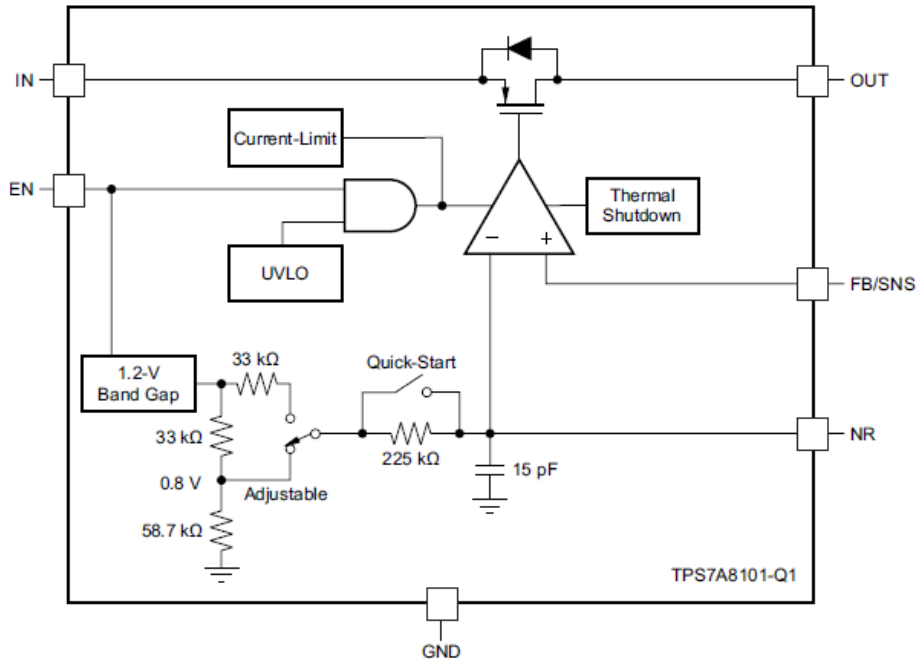 IN
OUT
Current-Limit
EN
Thermal
Shutdown
−
+
UVLO
FB/SNS
Quick-Start
33 kΩ
1.2-V
Band Gap
33 kΩ
225 kΩ
NR
15 pF
0.8 V
Adjustable
58.7 kΩ
TPS7A8101-Q1
GND